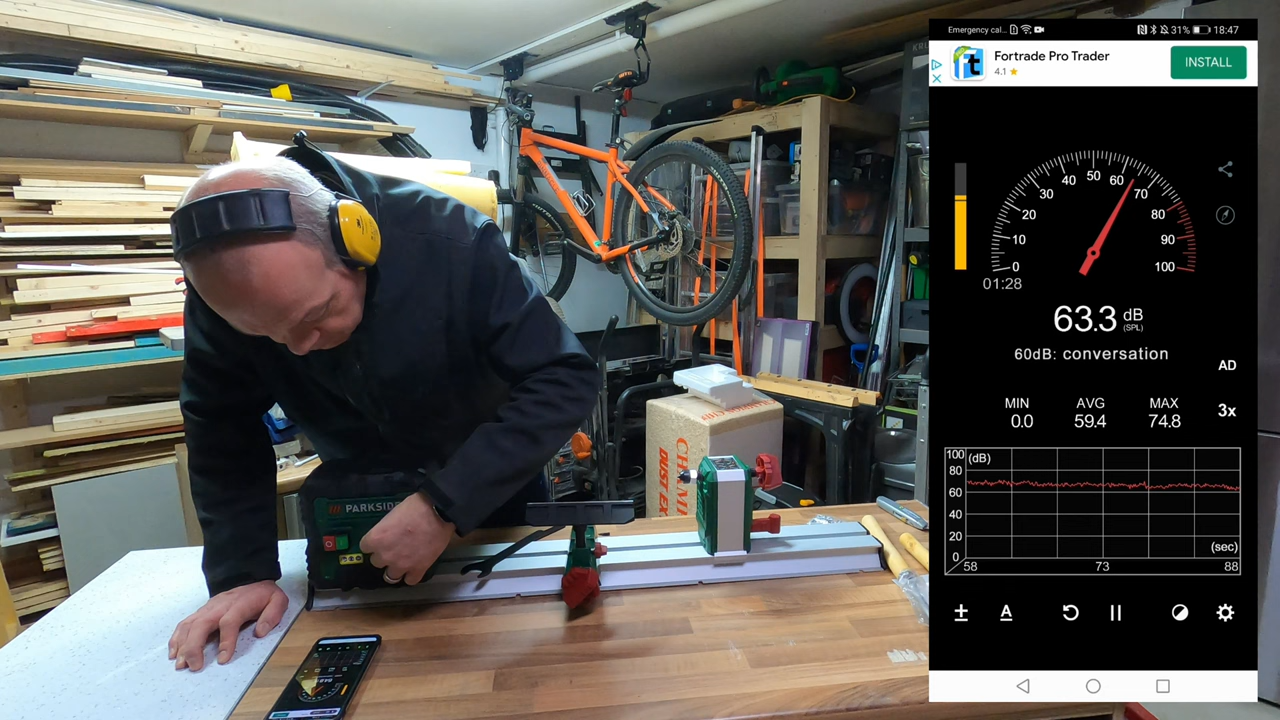 Emergency cal... 31% 18:47
Fortrade Pro Trader
4.1 ★
INSTALL
0 10 20 30 40 50 60 70 80 90 100
01:28
63.3 dB
(SPL)
60dB: conversation
AD
MIN AVG MAX
0.0 59.4 74.8
3x
100 (dB)
80
60
40
20
0 (sec)
58 73 88
A
PARKSIDE
DUST EX